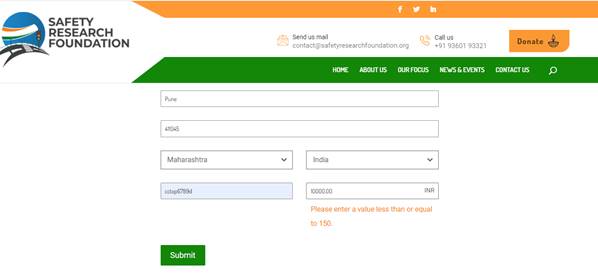 SAFETY
RESEARCH
FOUNDATION
Send us mail
contact@safetyresearchfoundation.org
Call us
+91 93601 93321
Donate
HOME ABOUT US OUR FOCUS NEWS & EVENTS CONTACT US
Pune
411045
Maharashtra
India
10000.00 INR
Please enter a value less than or equal
to 150.
Submit